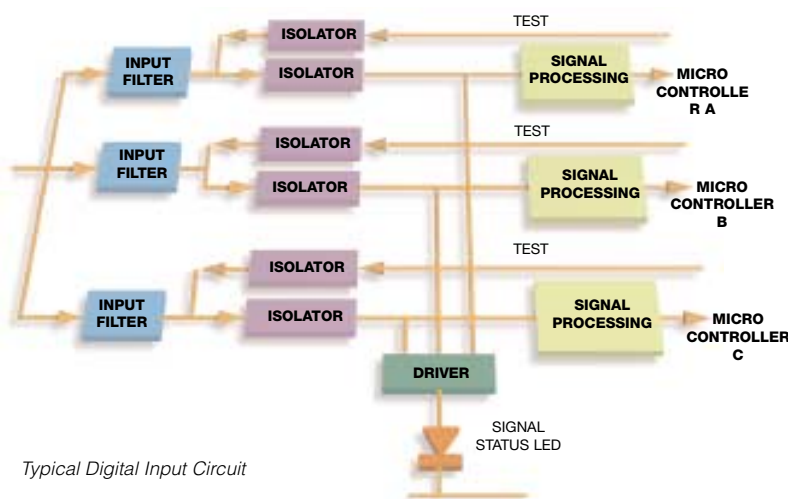 TEST
ISOLATOR
INPUT
FILTER
ISOLATOR
SIGNAL
PROCESSING
MICRO
CONTROLLE
R A
TEST
ISOLATOR
INPUT
FILTER
ISOLATOR
SIGNAL
PROCESSING
MICRO
CONTROLLER
B
TEST
ISOLATOR
INPUT
FILTER
ISOLATOR
SIGNAL
PROCESSING
MICRO
CONTROLLER
C
DRIVER
SIGNAL
STATUS LED
Typical Digital Input Circuit